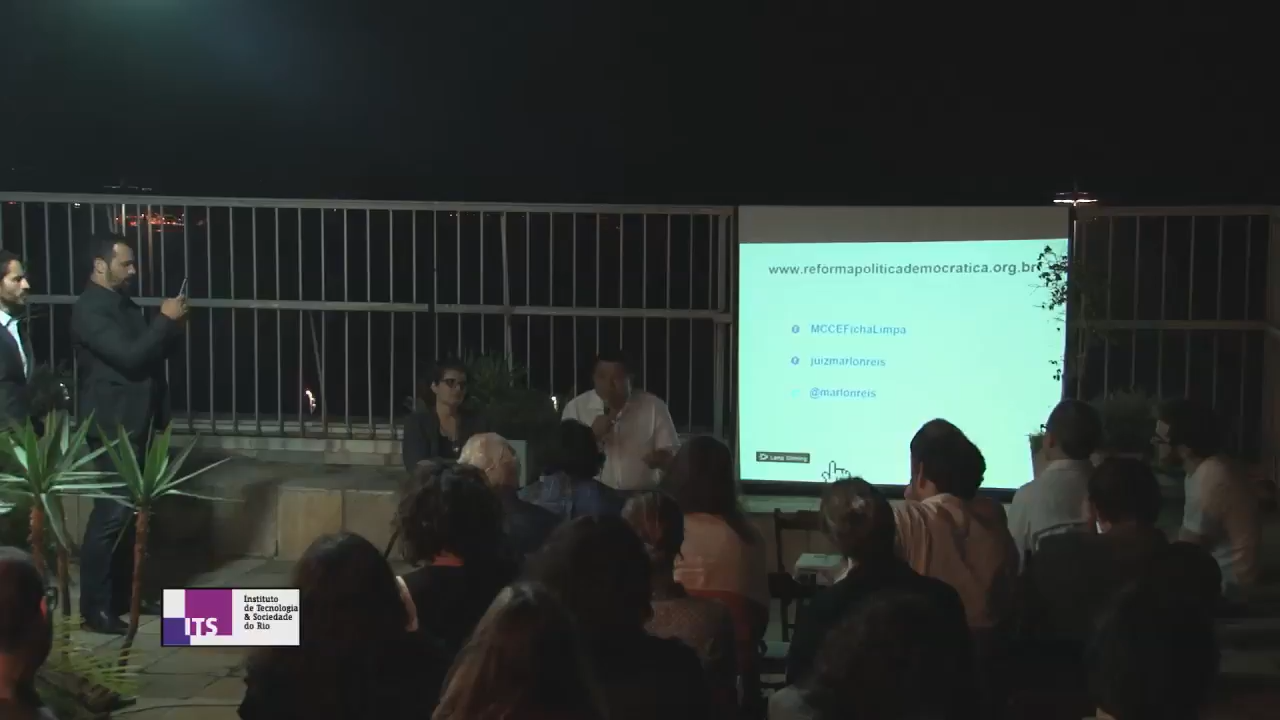 www.reformapoliticademocratica.org.br
MCCEFichaLimpa
juizmarlonreis
@marlonreis
Instituto
de Tecnologia
& Sociedade
do Rio
ITS